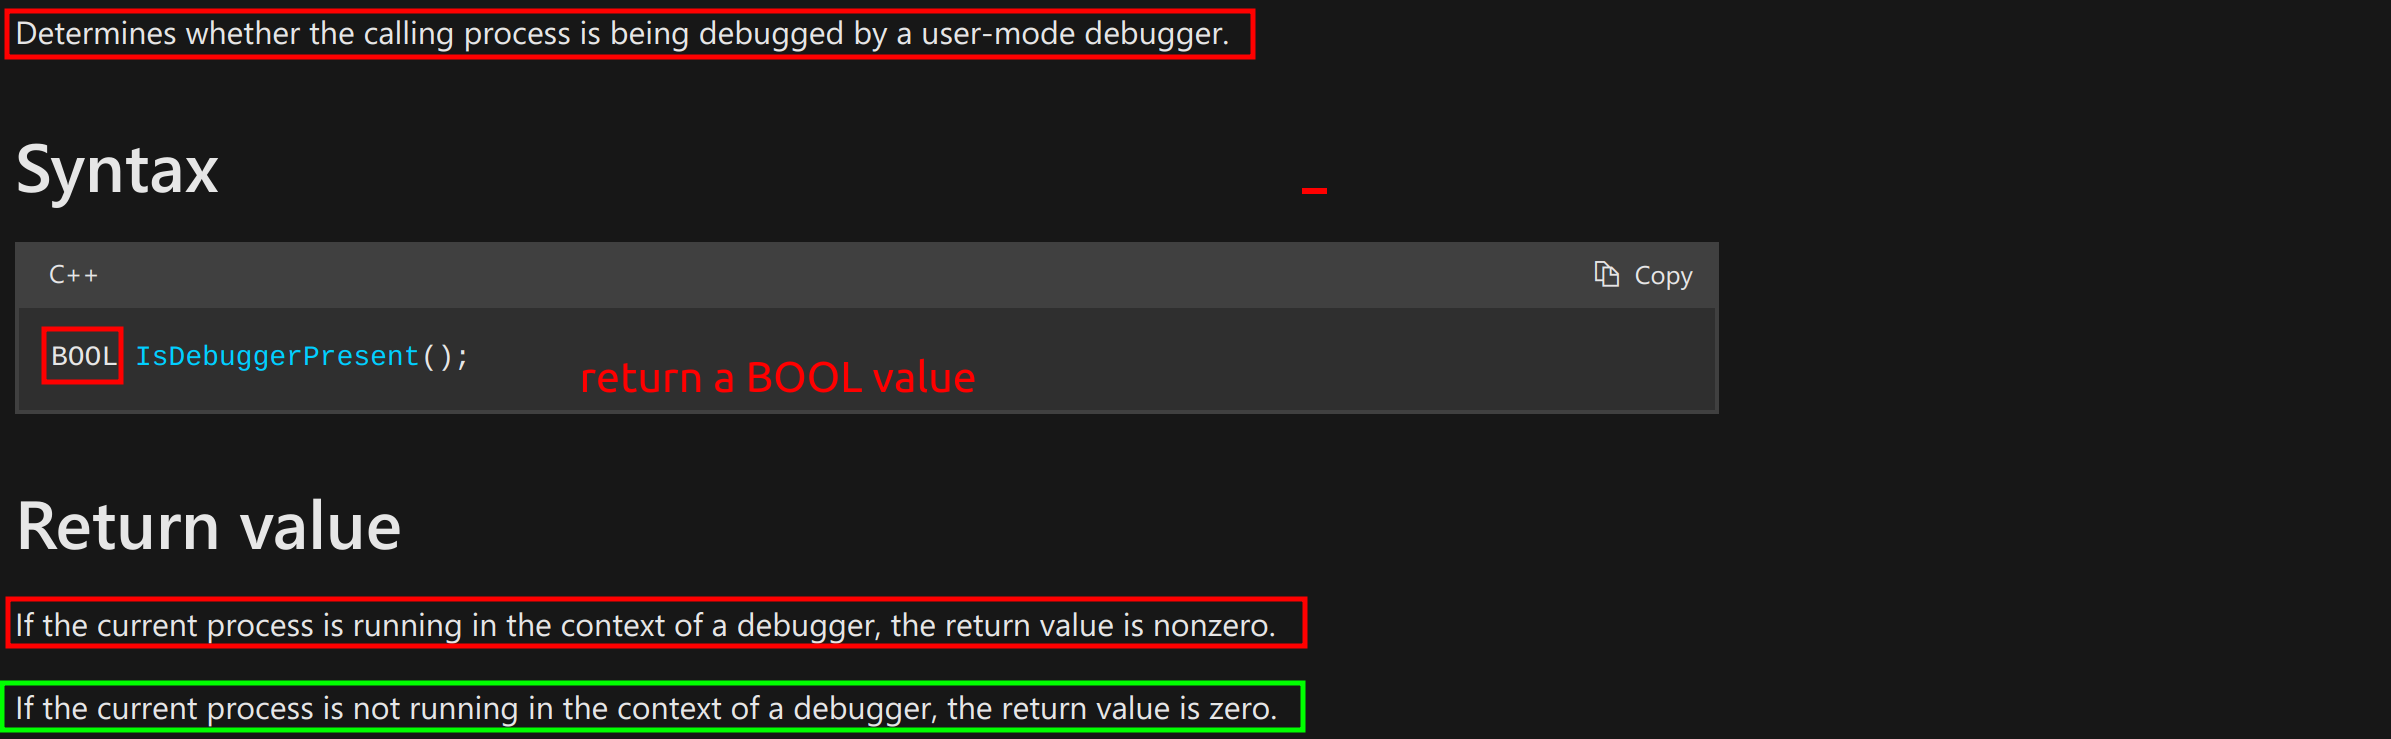 Determines whether the calling process is being debugged by a user-mode debugger.
Syntax
C++ Copy
BOOL IsDebuggerPresent();
return a BOOL value
Return value
If the current process is running in the context of a debugger, the return value is nonzero.
If the current process is not running in the context of a debugger, the return value is zero.